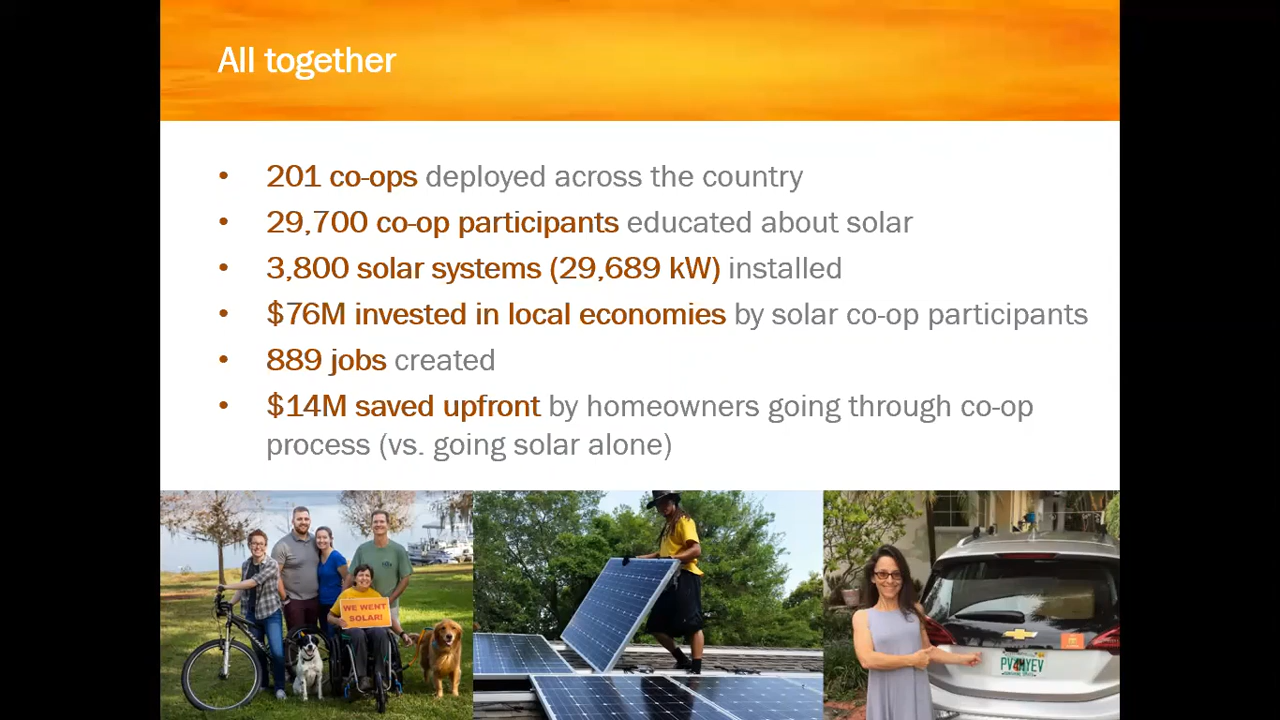 All together
• 201 co-ops deployed across the country
• 29,700 co-op participants educated about solar
• 3,800 solar systems (29,689 kW) installed
• $76M invested in local economies by solar co-op participants
• 889 jobs created
• $14M saved upfront by homeowners going through co-op
process (vs. going solar alone)
WE WENT
SOLAR!
PV4MYEV